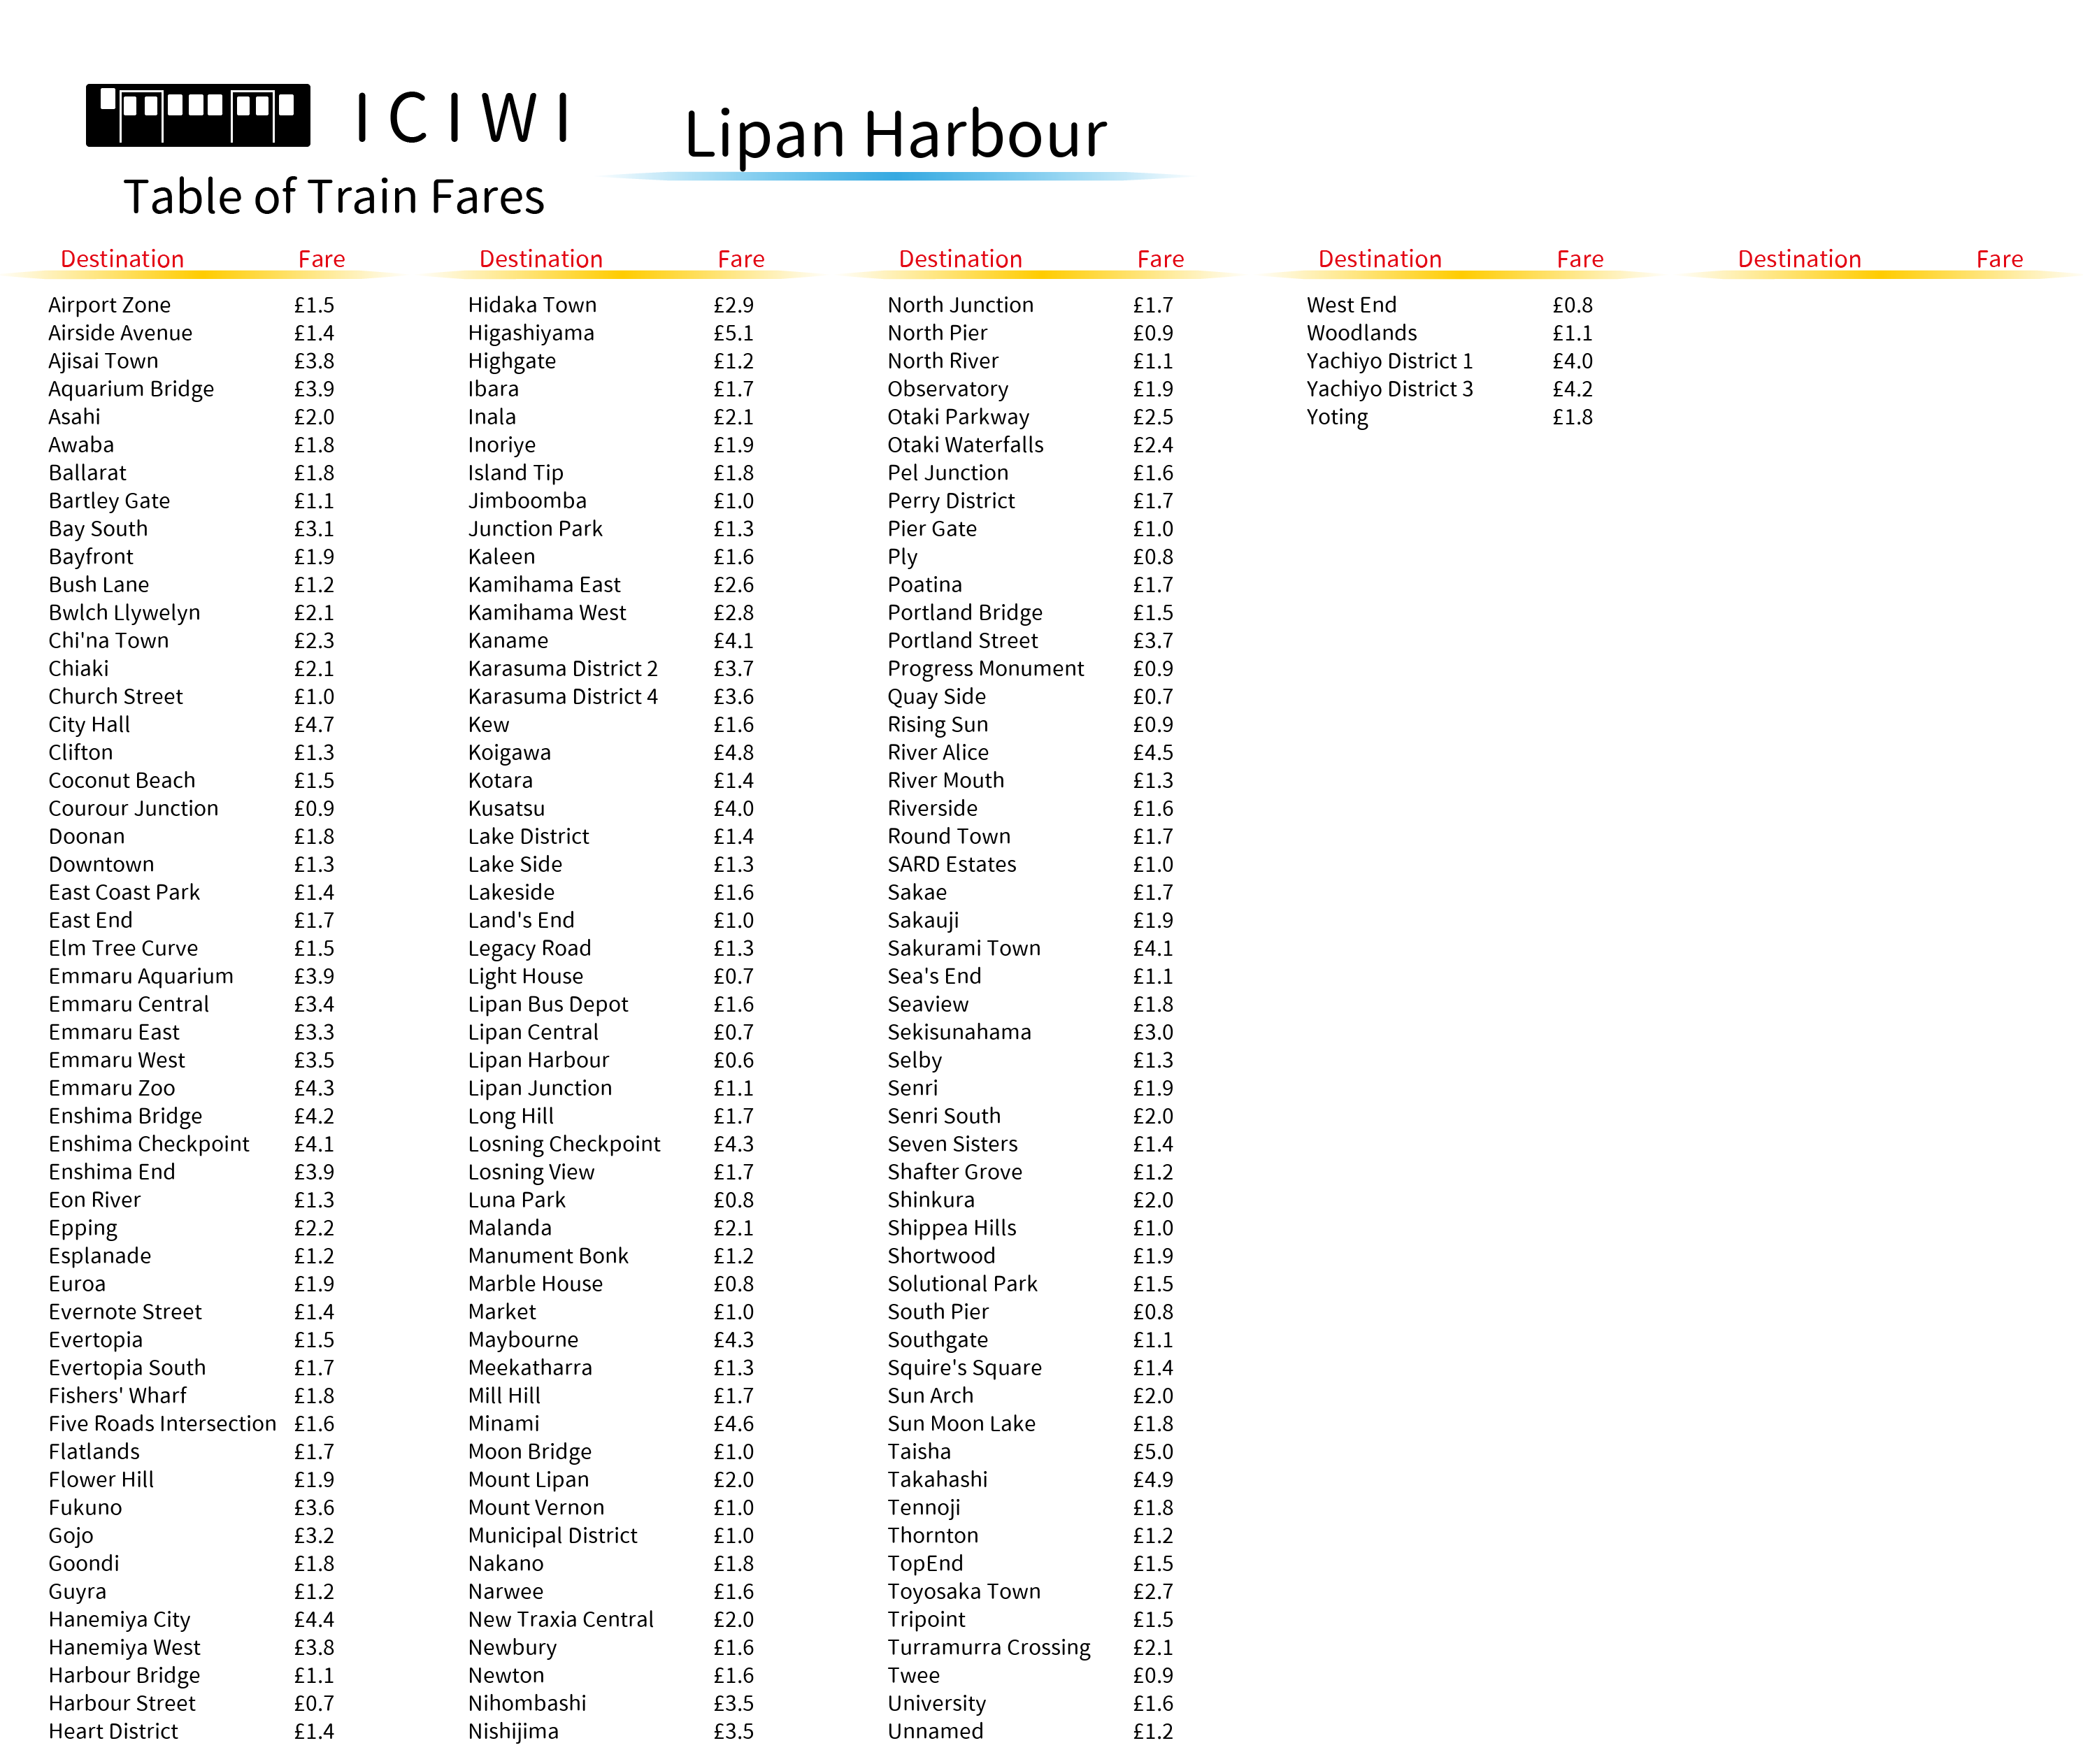 ICIWI
Lipan Harbour
Table of Train Fares
Destination Fare
Airport Zone £1.5
Airside Avenue £1.4
Ajisai Town £3.8
Aquarium Bridge £3.9
Asahi £2.0
Awaba £1.8
Ballarat £1.8
Bartley Gate £1.1
Bay South £3.1
Bayfront £1.9
Bush Lane £1.2
Bwlch Llywelyn £2.1
Chi'na Town £2.3
Chiaki £2.1
Church Street £1.0
City Hall £4.7
Clifton £1.3
Coconut Beach £1.5
Courour Junction £0.9
Doonan £1.8
Downtown £1.3
East Coast Park £1.4
East End £1.7
Elm Tree Curve £1.5
Emmaru Aquarium £3.9
Emmaru Central £3.4
Emmaru East £3.3
Emmaru West £3.5
Emmaru Zoo £4.3
Enshima Bridge £4.2
Enshima Checkpoint £4.1
Enshima End £3.9
Eon River £1.3
Epping £2.2
Esplanade £1.2
Euroa £1.9
Evernote Street £1.4
Evertopia £1.5
Evertopia South £1.7
Fishers' Wharf £1.8
Five Roads Intersection £1.6
Flatlands £1.7
Flower Hill £1.9
Fukuno £3.6
Gojo £3.2
Goondi £1.8
Guyra £1.2
Hanemiya City £4.4
Hanemiya West £3.8
Harbour Bridge £1.1
Harbour Street £0.7
Heart District £1.4
Destination Fare
Hidaka Town £2.9
Higashiyama £5.1
Highgate £1.2
Ibara £1.7
Inala £2.1
Inoriye £1.9
Island Tip £1.8
Jimboomba £1.0
Junction Park £1.3
Kaleen £1.6
Kamihama East £2.6
Kamihama West £2.8
Kaname £4.1
Karasuma District 2 £3.7
Karasuma District 4 £3.6
Kew £1.6
Koigawa £4.8
Kotara £1.4
Kusatsu £4.0
Lake District £1.4
Lake Side £1.3
Lakeside £1.6
Land's End £1.0
Legacy Road £1.3
Light House £0.7
Lipan Bus Depot £1.6
Lipan Central £0.7
Lipan Harbour £0.6
Lipan Junction £1.1
Long Hill £1.7
Losning Checkpoint £4.3
Losning View £1.7
Luna Park £0.8
Malanda £2.1
Manument Bonk £1.2
Marble House £0.8
Market £1.0
Maybourne £4.3
Meekatharra £1.3
Mill Hill £1.7
Minami £4.6
Moon Bridge £1.0
Mount Lipan £2.0
Mount Vernon £1.0
Municipal District £1.0
Nakano £1.8
Narwee £1.6
New Traxia Central £2.0
Newbury £1.6
Newton £1.6
Nihombashi £3.5
Nishijima £3.5
Destination Fare
North Junction £1.7
North Pier £0.9
North River £1.1
Observatory £1.9
Otaki Parkway £2.5
Otaki Waterfalls £2.4
Pel Junction £1.6
Perry District £1.7
Pier Gate £1.0
Ply £0.8
Poatina £1.7
Portland Bridge £1.5
Portland Street £3.7
Progress Monument £0.9
Quay Side £0.7
Rising Sun £0.9
River Alice £4.5
River Mouth £1.3
Riverside £1.6
Round Town £1.7
SARD Estates £1.0
Sakae £1.7
Sakauji £1.9
Sakurami Town £4.1
Sea's End £1.1
Seaview £1.8
Sekisunahama £3.0
Selby £1.3
Senri £1.9
Senri South £2.0
Seven Sisters £1.4
Shafter Grove £1.2
Shinkura £2.0
Shippea Hills £1.0
Shortwood £1.9
Solutional Park £1.5
South Pier £0.8
Southgate £1.1
Squire's Square £1.4
Sun Arch £2.0
Sun Moon Lake £1.8
Taisha £5.0
Takahashi £4.9
Tennoji £1.8
Thornton £1.2
TopEnd £1.5
Toyosaka Town £2.7
Tripoint £1.5
Turramurra Crossing £2.1
Twee £0.9
University £1.6
Unnamed £1.2
Destination Fare
West End £0.8
Woodlands £1.1
Yachiyo District 1 £4.0
Yachiyo District 3 £4.2
Yoting £1.8
Destination Fare